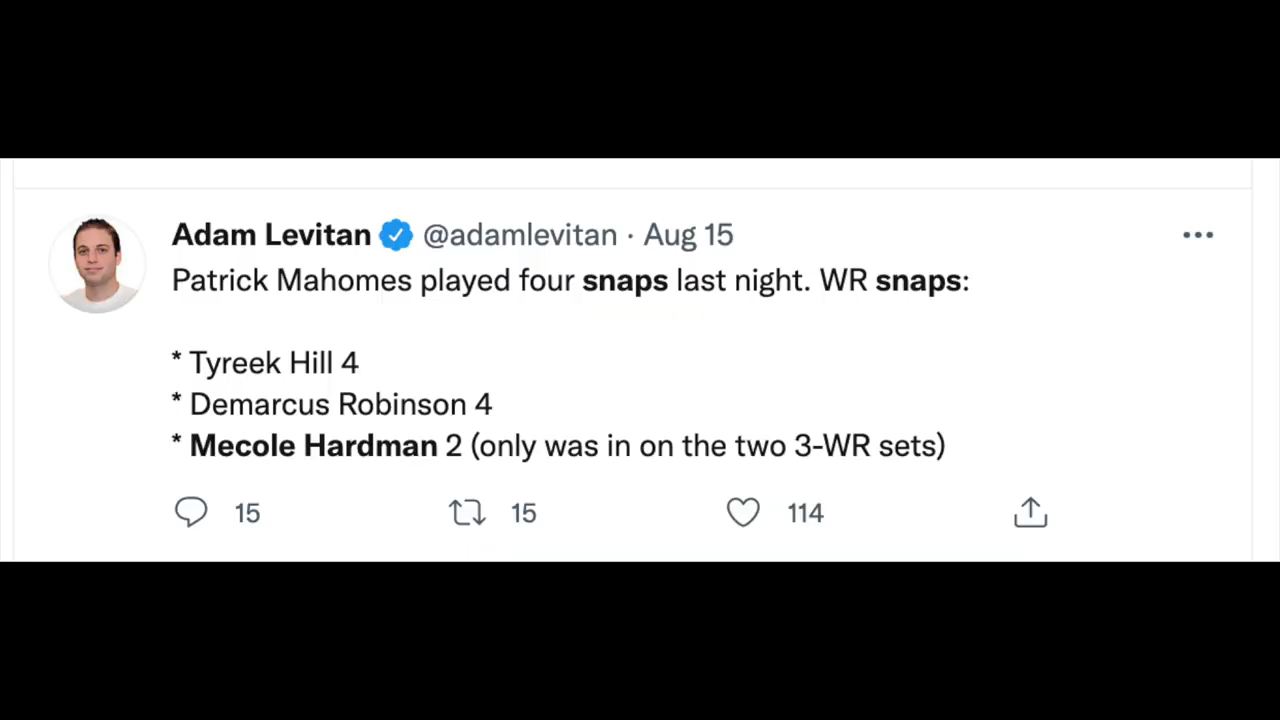 Adam Levitan @adamlevitan · Aug 15
Patrick Mahomes played four snaps last night. WR snaps:
* Tyreek Hill 4
* Demarcus Robinson 4
* Mecole Hardman 2 (only was in on the two 3-WR sets)
15 15 114